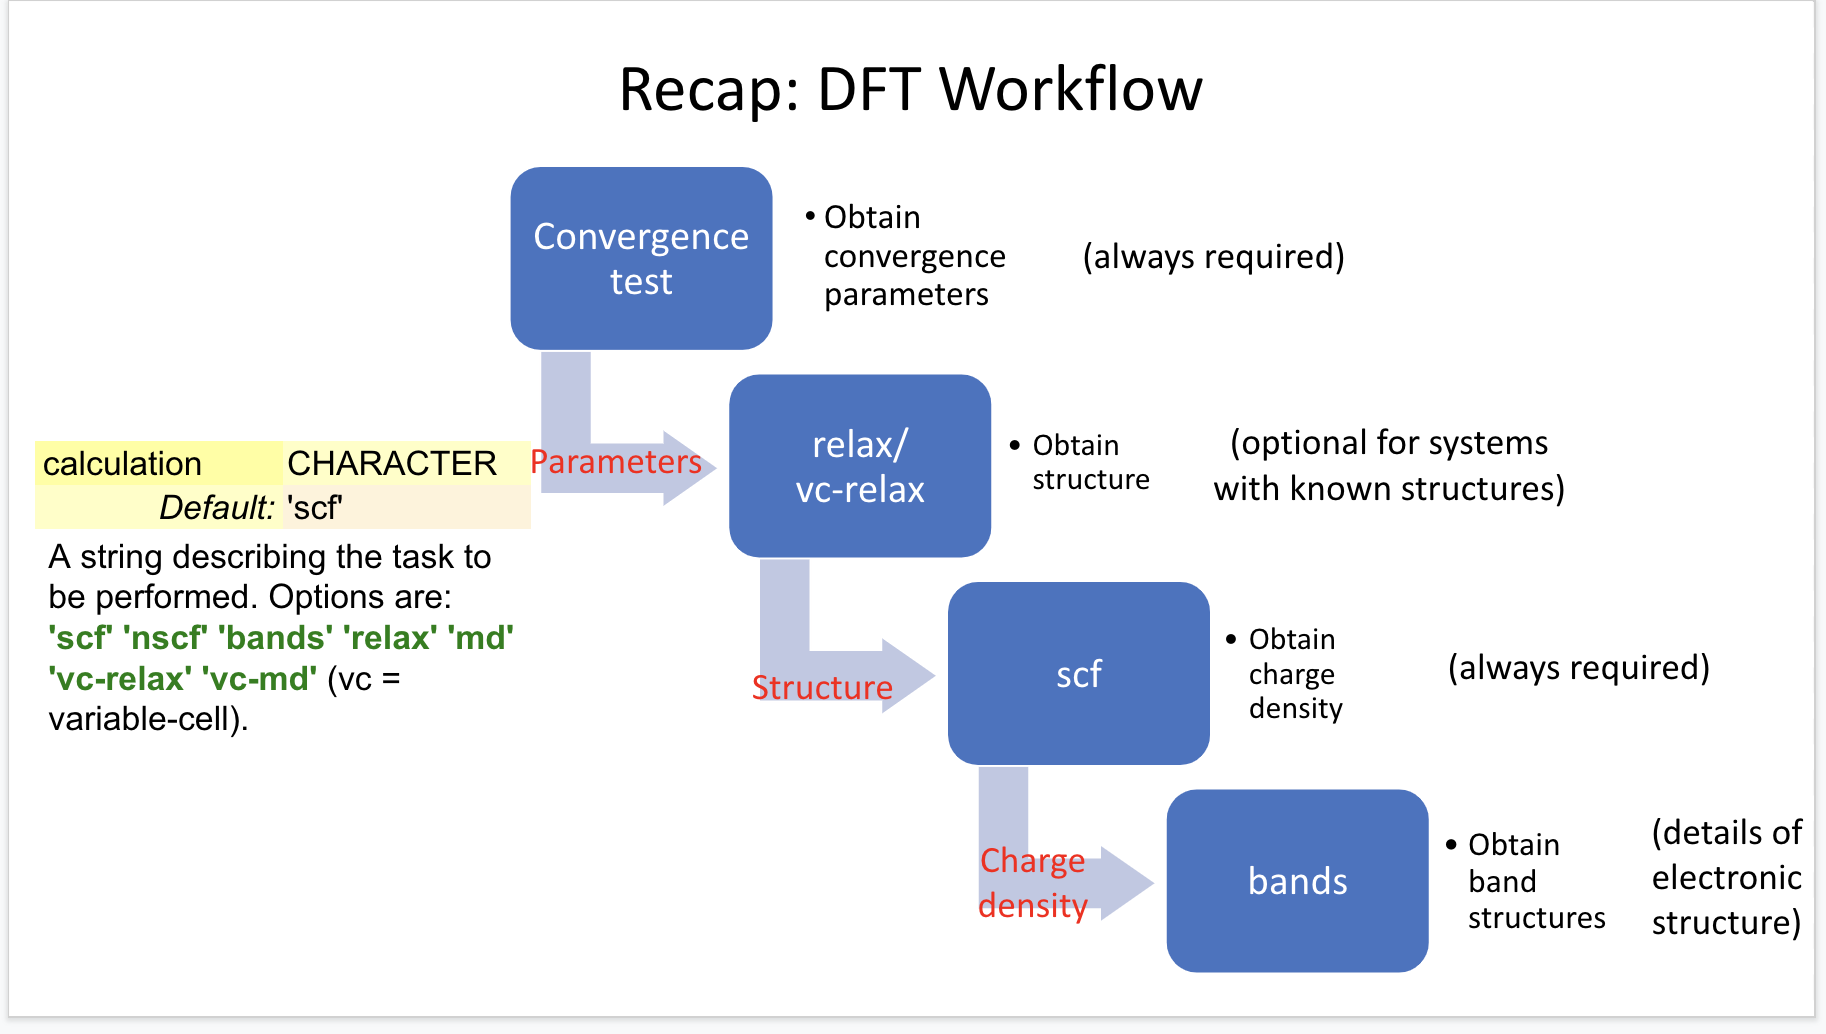 Recap: DFT Workflow
Convergence
test
• Obtain
convergence
parameters
(always required)
Parameters
relax/
vc-relax
• Obtain
structure
(optional for systems
with known structures)
calculation CHARACTER
Default: 'scf'
A string describing the task to
be performed. Options are:
'scf' 'nscf' 'bands' 'relax' 'md'
'vc-relax' 'vc-md' (vc =
variable-cell).
Structure
scf
• Obtain
charge
density
(always required)
Charge
density
bands
• Obtain
band
structures
(details of
electronic
structure)